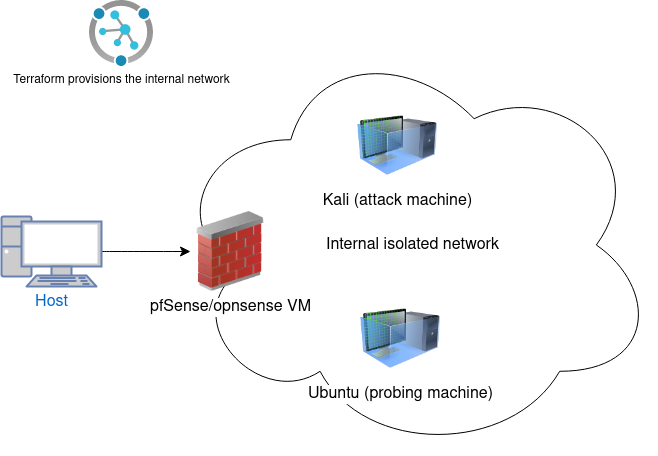 Terraform provisions the internal network
Kali (attack machine)
Internal isolated network
Host
pfSense/opnsense VM
Ubuntu (probing machine)